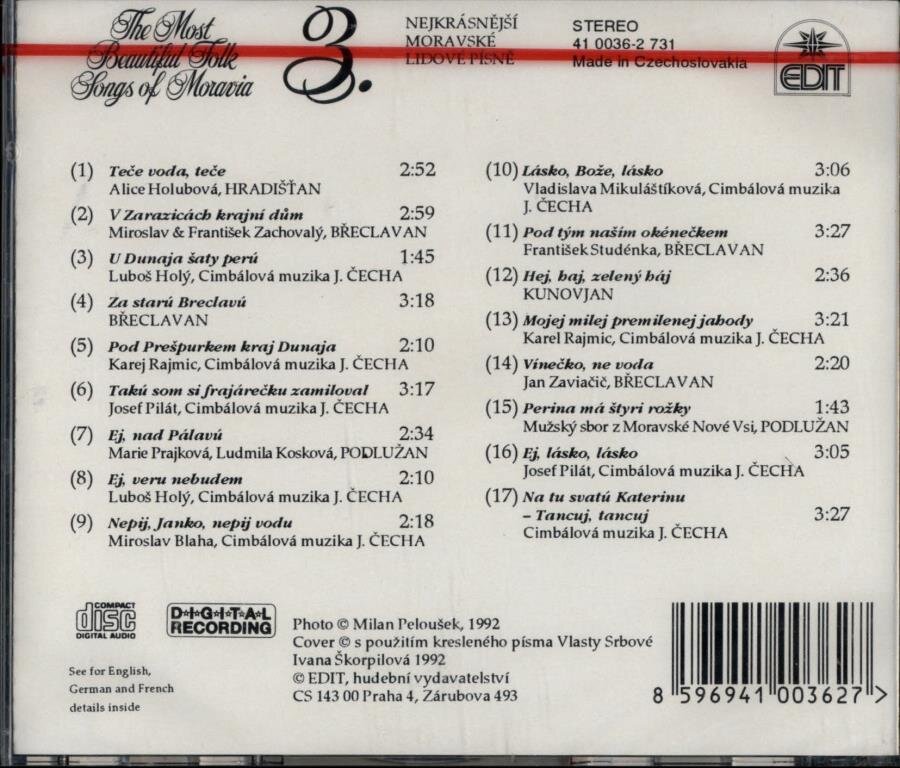 The Most
Beautiful Folk
Songs of Moravia
3.
NEJKRÁSNĚJŠÍ
MORAVSKÉ
LIDOVÉ PÍSNĚ
STEREO
41 0036-2 731
Made in Czechoslovakia
EDIT
(1) Teče voda, teče 2:52
Alice Holubová, HRADIŠŤAN
(2) V Zarazicách krajní dům 2:59
Miroslav & František Zachovalý, BŘECLAVAN
(3) U Dunaja šaty perú 1:45
Luboš Holý, Cimbálová muzika J. ČECHA
(4) Za starú Breclavú 3:18
BŘECLAVAN
(5) Pod Prešpurkem kraj Dunaja 2:10
Karej Rajmic, Cimbálová muzika J. ČECHA
(6) Takú som si frajárečku zamiloval 3:17
Josef Pilát, Cimbálová muzika J. ČECHA
(7) Ej, nad Pálavú 2:34
Marie Prajková, Ludmila Kosková, PODLUŽAN
(8) Ej, veru nebudem 2:10
Luboš Holý, Cimbálová muzika J. ČECHA
(9) Nepij, Janko, nepij vodu 2:18
Miroslav Blaha, Cimbálová muzika J. ČECHA
(10) Lásko, Bože, lásko 3:06
Vladislava Mikuláštíková, Cimbálová muzika
J. ČECHA
(11) Pod tým naším okénečkem 3:27
František Studénka, BŘECLAVAN
(12) Hej, haj, zelený háj 2:36
KUNOVJAN
(13) Mojej milej premilenej jahody 3:21
Karel Rajmic, Cimbálová muzika J. ČECHA
(14) Vínečko, ne voda 2:20
Jan Zaviačič, BŘECLAVAN
(15) Perina má štyri rožky 1:43
Mužský sbor z Moravské Nové Vsi, PODLUŽAN
(16) Ej, lásko, lásko 3:05
Josef Pilát, Cimbálová muzika J. ČECHA
(17) Na tu svatú Katerinu
– Tancuj, tancuj 3:27
Cimbálová muzika J. ČECHA
COMPACT
disc
DIGITAL AUDIO
DIGITAL
RECORDING
See for English,
German and French
details inside
Photo © Milan Peloušek, 1992
Cover © s použitím kresleného písma Vlasty Srbové
Ivana Škorpilová 1992
© EDIT, hudební vydavatelství
CS 143 00 Praha 4, Zárubova 493
8 596941 003627 >